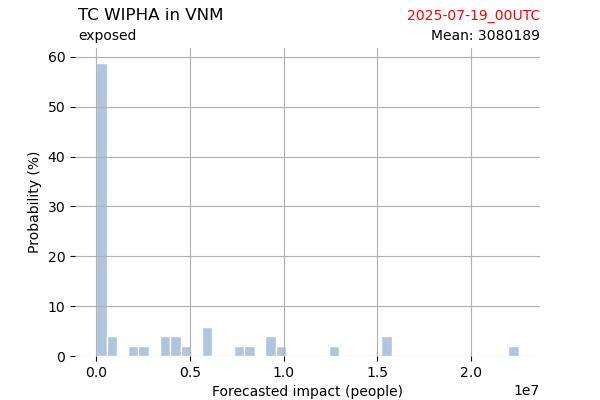 TC WIPHA in VNM
2025-07-19_00UTC
exposed
Mean: 3080189
60
50
40
30
20
10
0
Probability (%)
0.0 0.5 1.0 1.5 2.0
1e7
Forecasted impact (people)